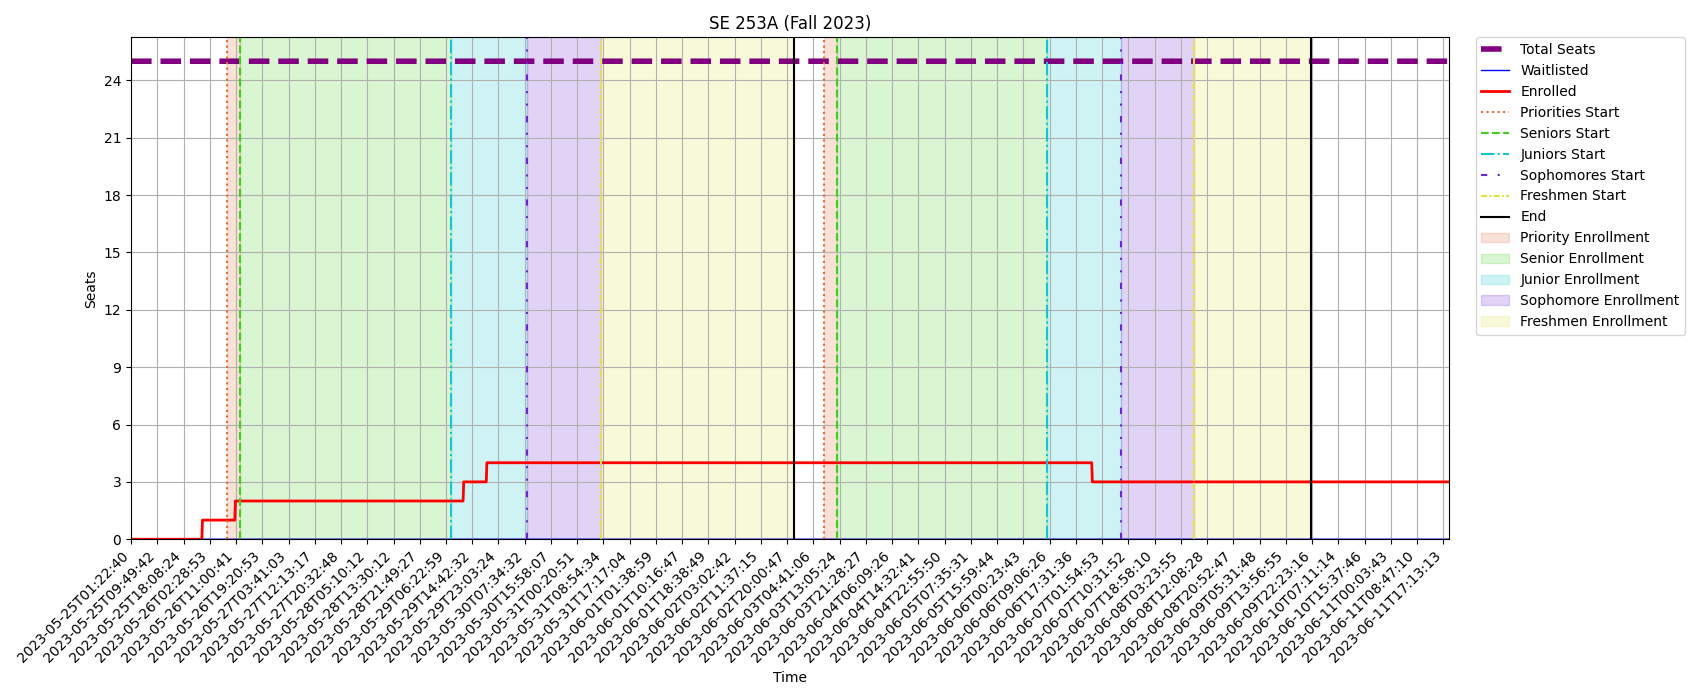 SE 253A (Fall 2023)
Seats
24
21
18
15
12
9
6
3
0
2023-05-25T01:22:40
2023-05-25T09:49:42
2023-05-25T18:08:24
2023-05-26T02:28:53
2023-05-26T11:00:41
2023-05-26T19:20:53
2023-05-27T03:41:03
2023-05-27T12:13:17
2023-05-27T20:32:48
2023-05-28T05:10:12
2023-05-28T13:30:12
2023-05-28T21:49:27
2023-05-29T06:22:59
2023-05-29T14:42:32
2023-05-29T23:03:24
2023-05-30T07:34:32
2023-05-30T15:58:07
2023-05-31T00:20:51
2023-05-31T08:54:34
2023-05-31T17:17:04
2023-06-01T01:38:59
2023-06-01T10:16:47
2023-06-01T18:38:49
2023-06-02T03:02:42
2023-06-02T11:37:15
2023-06-02T20:00:47
2023-06-03T04:41:06
2023-06-03T13:05:24
2023-06-03T21:28:27
2023-06-04T06:09:26
2023-06-04T14:32:41
2023-06-04T22:55:50
2023-06-05T07:35:31
2023-06-05T15:59:44
2023-06-06T00:23:43
2023-06-06T09:06:26
2023-06-06T17:31:36
2023-06-07T01:54:53
2023-06-07T10:31:52
2023-06-07T18:58:10
2023-06-08T03:23:55
2023-06-08T12:08:28
2023-06-08T20:52:47
2023-06-09T05:31:48
2023-06-09T13:56:55
2023-06-09T22:23:16
2023-06-10T07:11:14
2023-06-10T15:37:46
2023-06-11T00:03:43
2023-06-11T08:47:10
2023-06-11T17:13:13
Time
Total Seats
Waitlisted
Enrolled
Priorities Start
Seniors Start
Juniors Start
Sophomores Start
Freshmen Start
End
Priority Enrollment
Senior Enrollment
Junior Enrollment
Sophomore Enrollment
Freshmen Enrollment